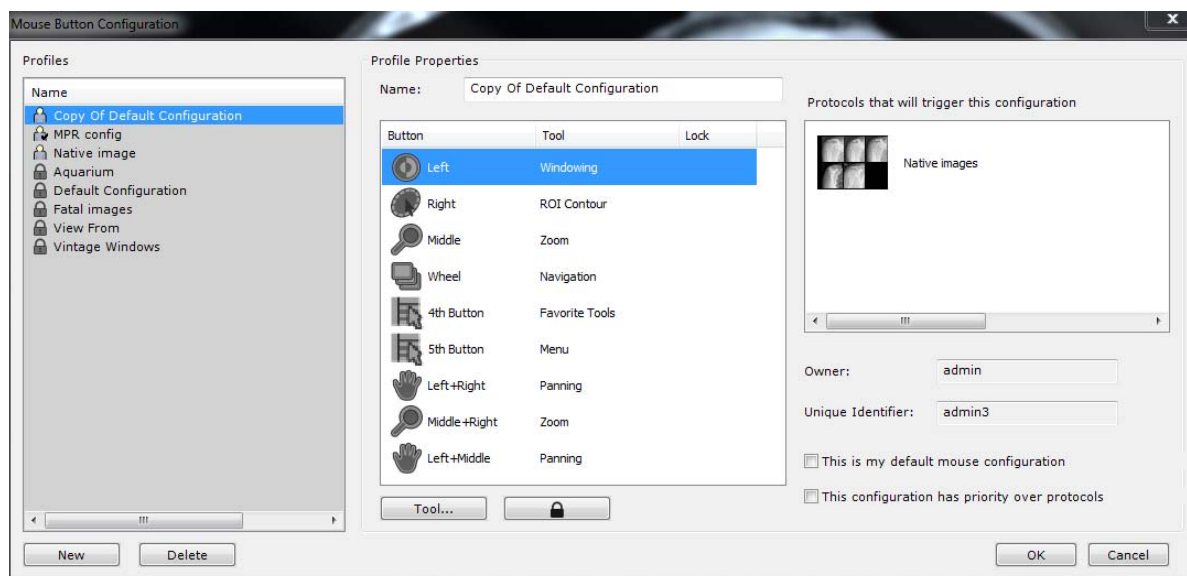 Mouse Button Configuration
x
Profiles
Name
Copy Of Default Configuration
MPR config
Native image
Aquarium
Default Configuration
Fatal images
View From
Vintage Windows
New Delete
Profile Properties
Name: Copy Of Default Configuration
Button Tool Lock
Left Windowing
Right ROI Contour
Middle Zoom
Wheel Navigation
4th Button Favorite Tools
5th Button Menu
Left+Right Panning
Middle+Right Zoom
Left+Middle Panning
Tool...
Protocols that will trigger this configuration
Native images
Owner: admin
Unique Identifier: admin3
This is my default mouse configuration
This configuration has priority over protocols
OK Cancel